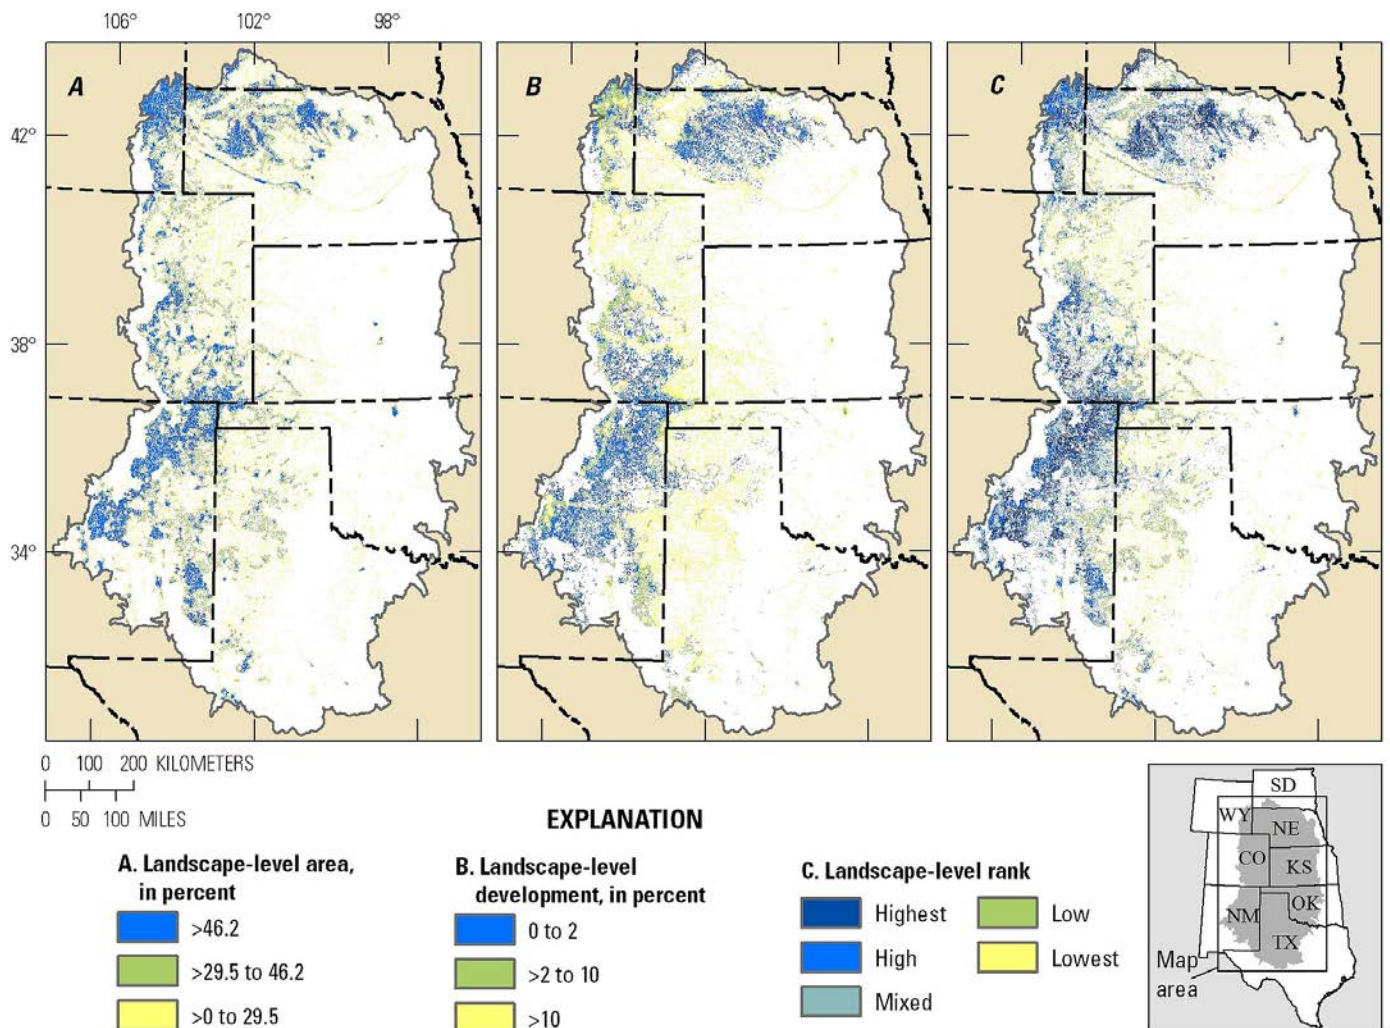 106° 102° 98°
A B C
42°
38°
34°
0 100 200 KILOMETERS
0 50 100 MILES
EXPLANATION
A. Landscape-level area,
in percent
>46.2
>29.5 to 46.2
>0 to 29.5
B. Landscape-level
development, in percent
0 to 2
>2 to 10
>10
C. Landscape-level rank
Highest
High
Mixed
Low
Lowest
SD
WY
NE
CO
KS
OK
NM
TX
Map
area